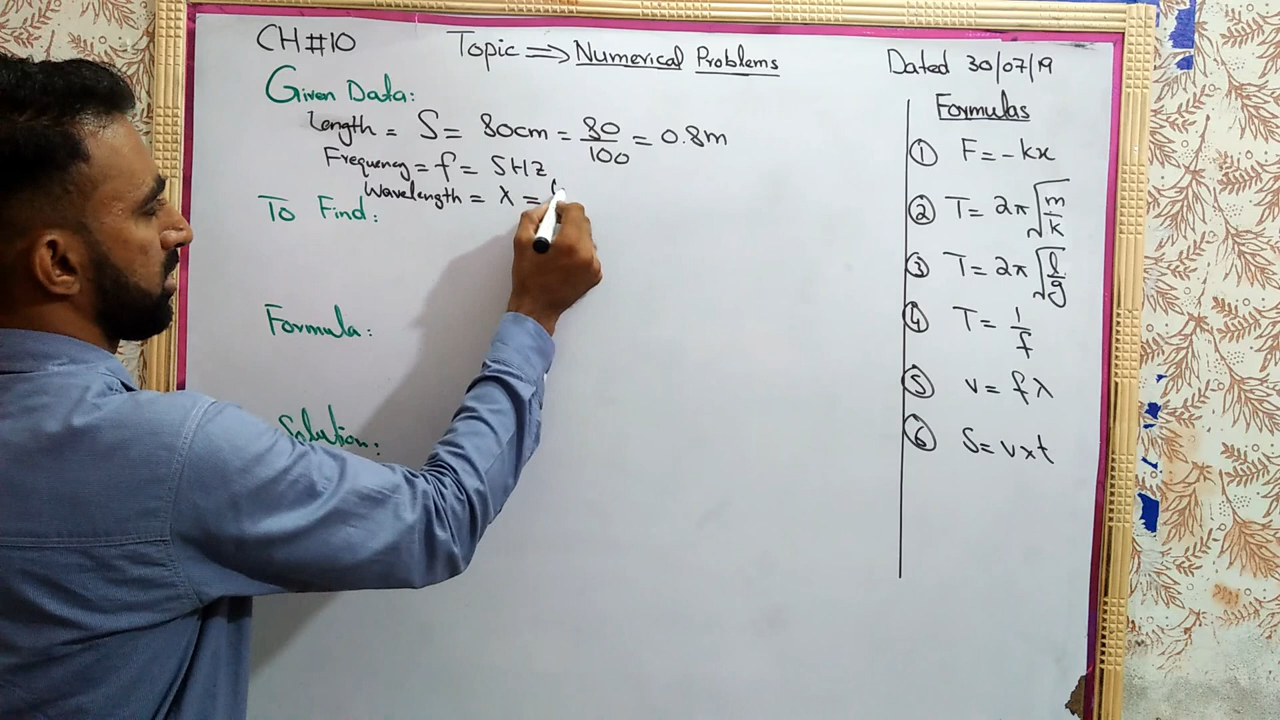 CH#10
Topic ⇒ Numerical Problems
Dated 30/07/19
Given Data:
Length = S = 80cm = 80/100 = 0.8m
Frequency = f = 5Hz
Wavelength = λ =
To Find:
Formula:
Solution:
Formulas
① F = -kx
② T = 2π√(m/k)
③ T = 2π√(l/g)
④ T = 1/f
⑤ v = fλ
⑥ S = v×t